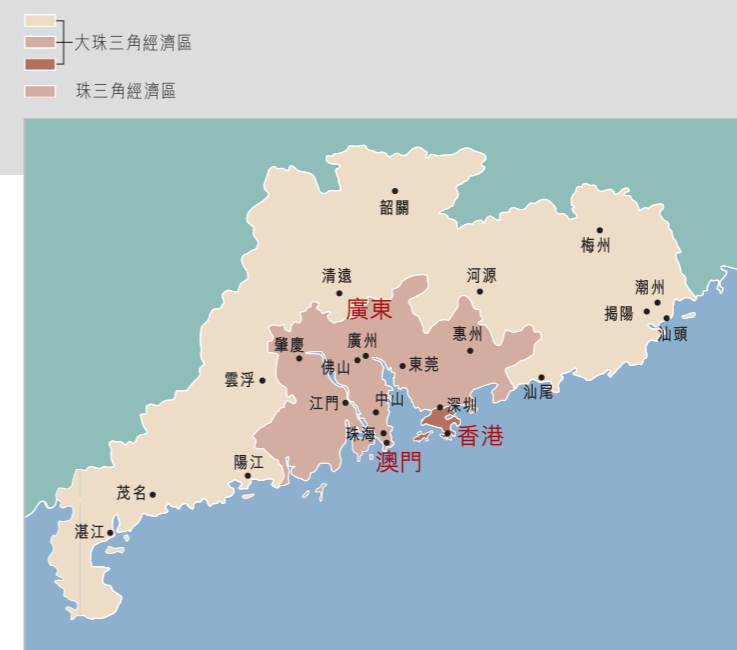 大珠三角經濟區
珠三角經濟區
韶關
梅州
清遠
河源
潮州
廣東
揭陽
汕頭
惠州
廣州
肇慶
佛山
東莞
雲浮
汕尾
江門
中山
深圳
珠海
香港
澳門
陽江
茂名
湛江